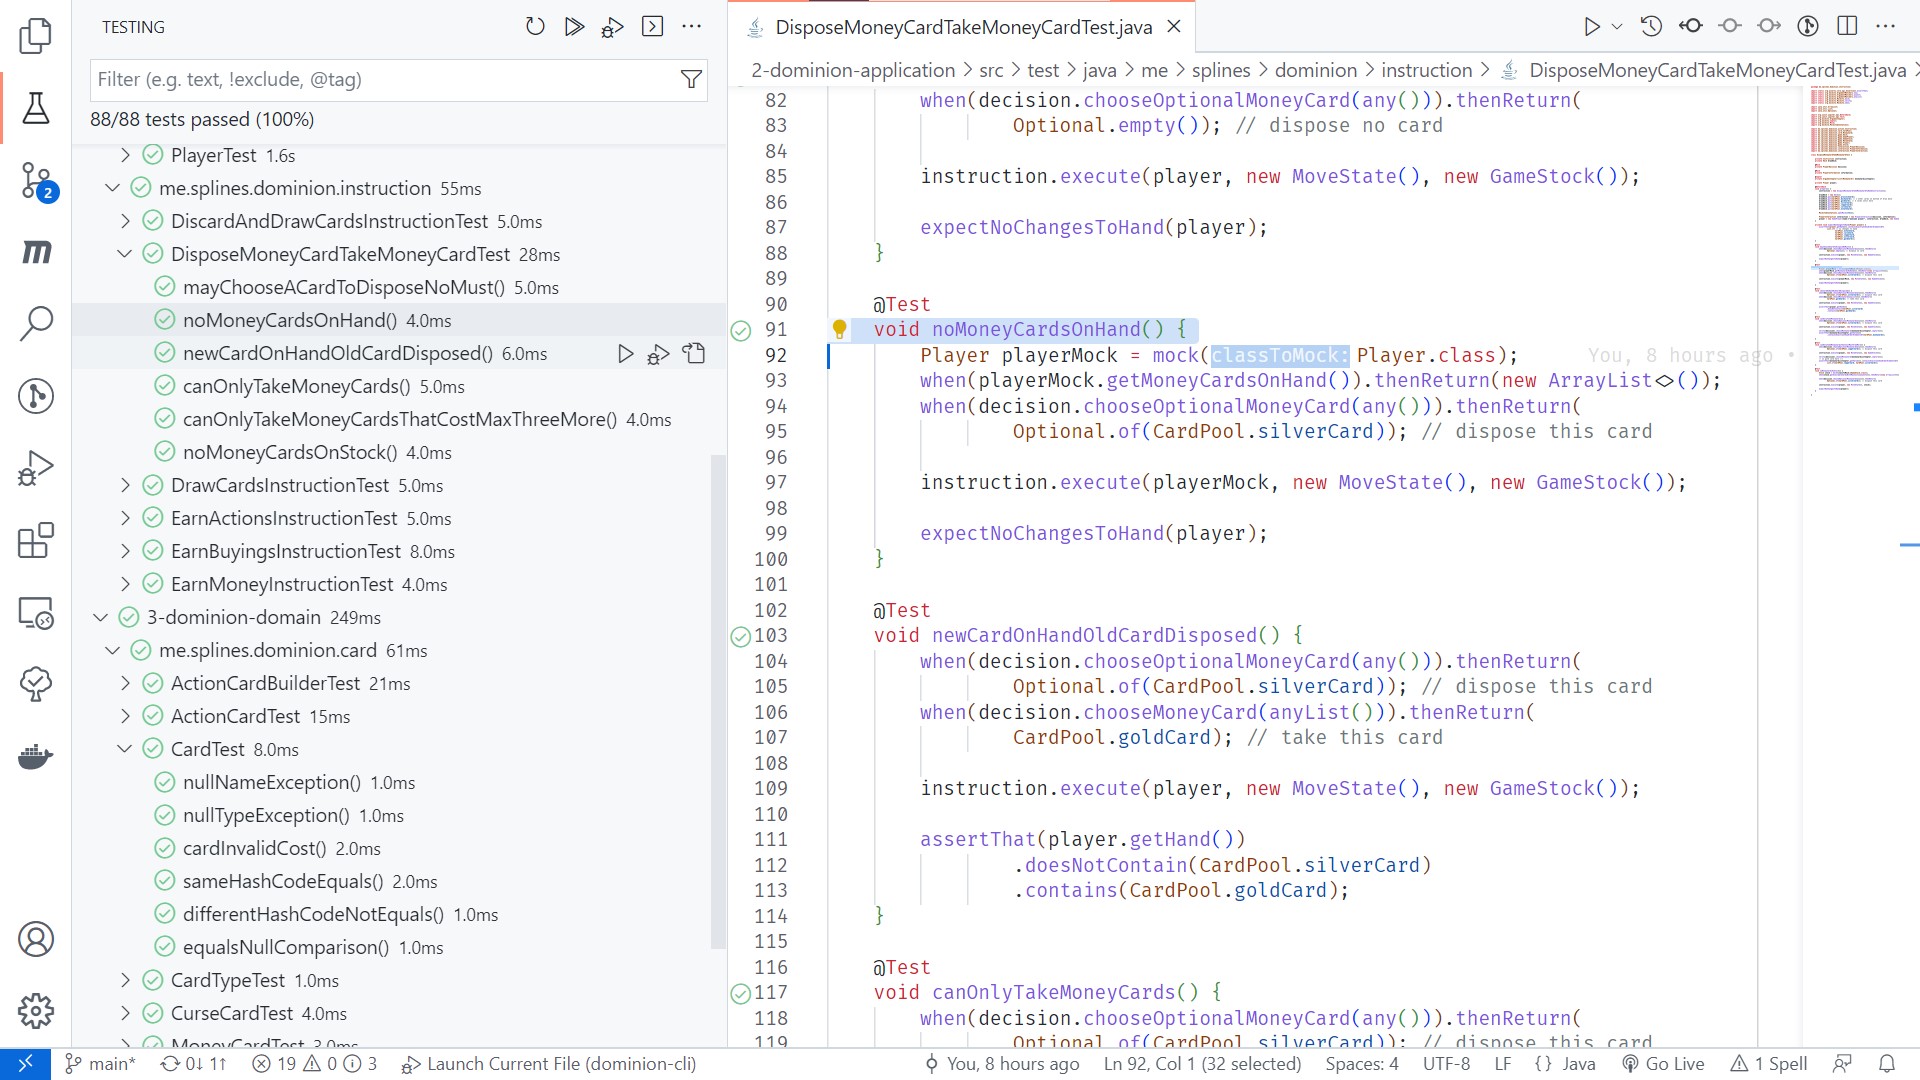 TESTING
Filter (e.g. text, !exclude, @tag)
88/88 tests passed (100%)
PlayerTest 1.6s
me.splines.dominion.instruction 55ms
DiscardAndDrawCardsInstructionTest 5.0ms
DisposeMoneyCardTakeMoneyCardTest 28ms
mayChooseACardToDisposeNoMust() 5.0ms
noMoneyCardsOnHand() 4.0ms
newCardOnHandOldCardDisposed() 6.0ms
canOnlyTakeMoneyCards() 5.0ms
canOnlyTakeMoneyCardsThatCostMaxThreeMore() 4.0ms
noMoneyCardsOnStock() 4.0ms
DrawCardsInstructionTest 5.0ms
EarnActionsInstructionTest 5.0ms
EarnBuyingsInstructionTest 8.0ms
EarnMoneyInstructionTest 4.0ms
3-dominion-domain 249ms
me.splines.dominion.card 61ms
ActionCardBuilderTest 21ms
ActionCardTest 15ms
CardTest 8.0ms
nullNameException() 1.0ms
nullTypeException() 1.0ms
cardInvalidCost() 2.0ms
sameHashCodeEquals() 2.0ms
differentHashCodeNotEquals() 1.0ms
equalsNullComparison() 1.0ms
CardTypeTest 1.0ms
CurseCardTest 4.0ms
MoneyCardTest 3.0ms
2
DisposeMoneyCardTakeMoneyCardTest.java
2-dominion-application > src > test > java > me > splines > dominion > instruction > DisposeMoneyCardTakeMoneyCardTest.java >
82 when(decision.chooseOptionalMoneyCard(any())).thenReturn(
83 Optional.empty()); // dispose no card
84
85 instruction.execute(player, new MoveState(), new GameStock());
86
87 expectNoChangesToHand(player);
88 }
89
90 @Test
91 void noMoneyCardsOnHand() {
92 Player playerMock = mock(classToMock: Player.class); You, 8 hours ago •
93 when(playerMock.getMoneyCardsOnHand()).thenReturn(new ArrayList<>());
94 when(decision.chooseOptionalMoneyCard(any())).thenReturn(
95 Optional.of(CardPool.silverCard)); // dispose this card
96
97 instruction.execute(playerMock, new MoveState(), new GameStock());
98
99 expectNoChangesToHand(player);
100 }
101
102 @Test
103 void newCardOnHandOldCardDisposed() {
104 when(decision.chooseOptionalMoneyCard(any())).thenReturn(
105 Optional.of(CardPool.silverCard)); // dispose this card
106 when(decision.chooseMoneyCard(anyList())).thenReturn(
107 CardPool.goldCard); // take this card
108
109 instruction.execute(player, new MoveState(), new GameStock());
110
111 assertThat(player.getHand())
112 .doesNotContain(CardPool.silverCard)
113 .contains(CardPool.goldCard);
114 }
115
116 @Test
117 void canOnlyTakeMoneyCards() {
118 when(decision.chooseOptionalMoneyCard(any())).thenReturn(
119 Optional.of(CardPool.silverCard)); // dispose this card
main* 0↓ 1↑ 19 0 3 Launch Current File (dominion-cli) You, 8 hours ago Ln 92, Col 1 (32 selected) Spaces: 4 UTF-8 LF {} Java Go Live 1 Spell